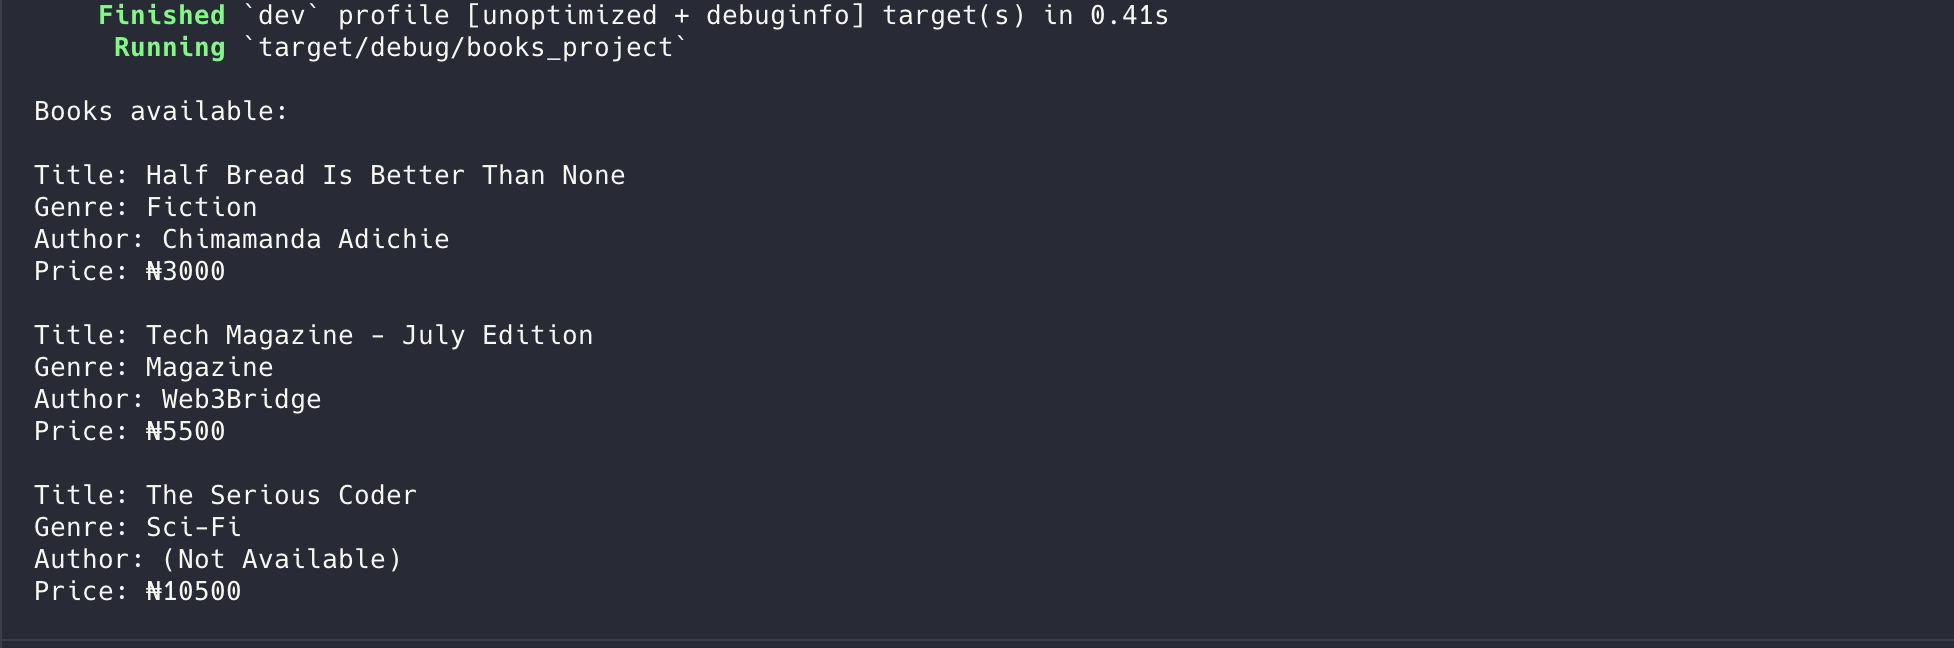 Finished `dev` profile [unoptimized + debuginfo] target(s) in 0.41s
Running `target/debug/books_project`
Books available:
Title: Half Bread Is Better Than None
Genre: Fiction
Author: Chimamanda Adichie
Price: ₦3000
Title: Tech Magazine - July Edition
Genre: Magazine
Author: Web3Bridge
Price: ₦5500
Title: The Serious Coder
Genre: Sci-Fi
Author: (Not Available)
Price: ₦10500